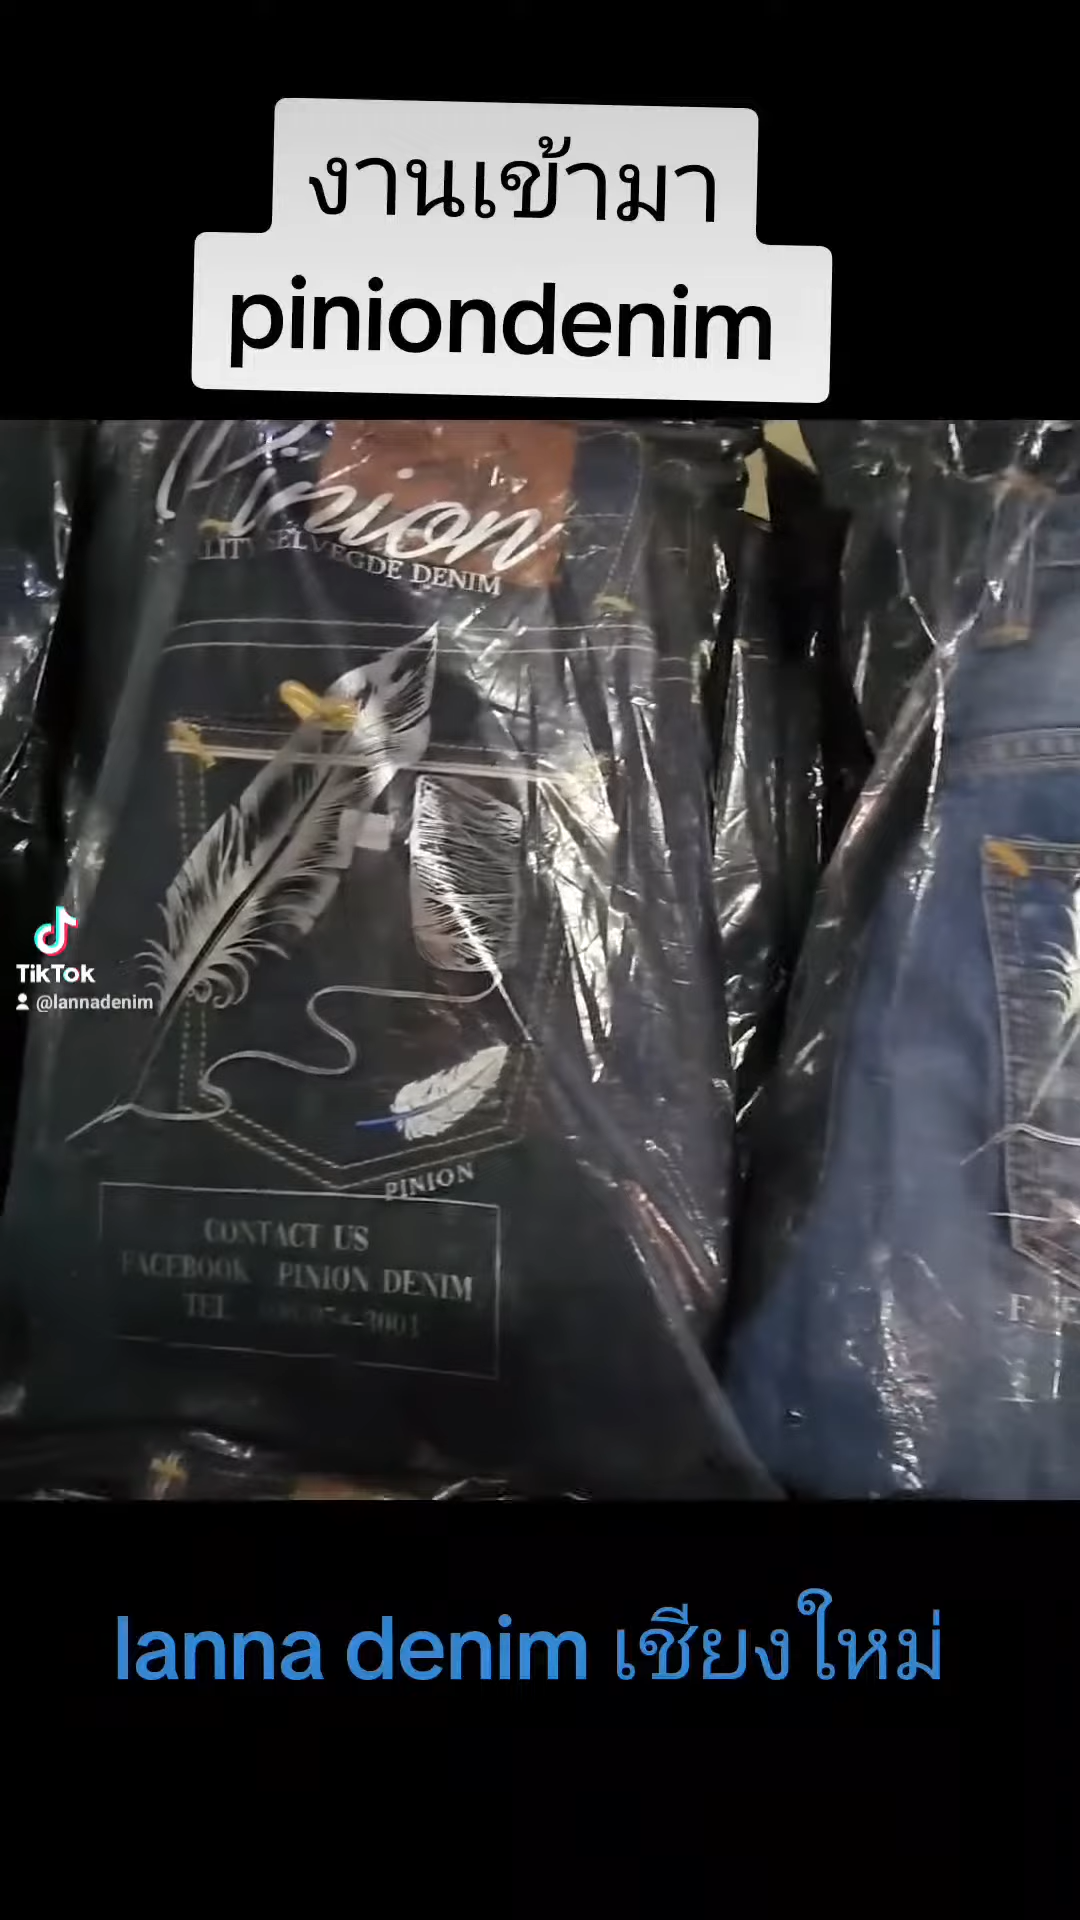 งานเข้ามา
piniondenim
Pinion
SELVEGDE DENIM
TikTok
@lannadenim
PINION
CONTACT US
FACEBOOK PINION DENIM
TEL
lanna denim เชียงใหม่